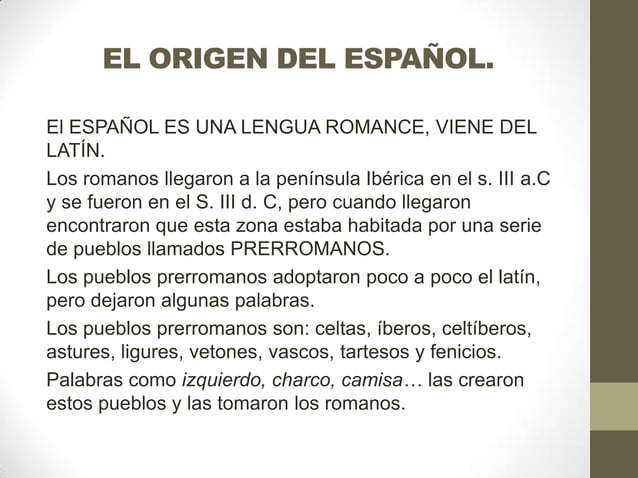 EL ORIGEN DEL ESPAÑOL.
El ESPAÑOL ES UNA LENGUA ROMANCE, VIENE DEL
LATÍN.
Los romanos llegaron a la península Ibérica en el s. III a.C
y se fueron en el S. III d. C, pero cuando llegaron
encontraron que esta zona estaba habitada por una serie
de pueblos llamados PRERROMANOS.
Los pueblos prerromanos adoptaron poco a poco el latín,
pero dejaron algunas palabras.
Los pueblos prerromanos son: celtas, íberos, celtíberos,
astures, ligures, vetones, vascos, tartesos y fenicios.
Palabras como izquierdo, charco, camisa… las crearon
estos pueblos y las tomaron los romanos.